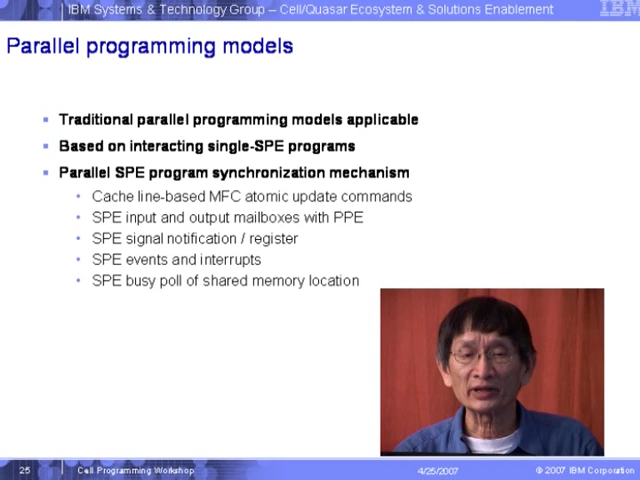 IBM Systems & Technology Group – Cell/Quasar Ecosystem & Solutions Enablement
IBM
Parallel programming models
Traditional parallel programming models applicable
Based on interacting single-SPE programs
Parallel SPE program synchronization mechanism
Cache line-based MFC atomic update commands
SPE input and output mailboxes with PPE
SPE signal notification / register
SPE events and interrupts
SPE busy poll of shared memory location
25
Cell Programming Workshop
4/25/2007
© 2007 IBM Corporation